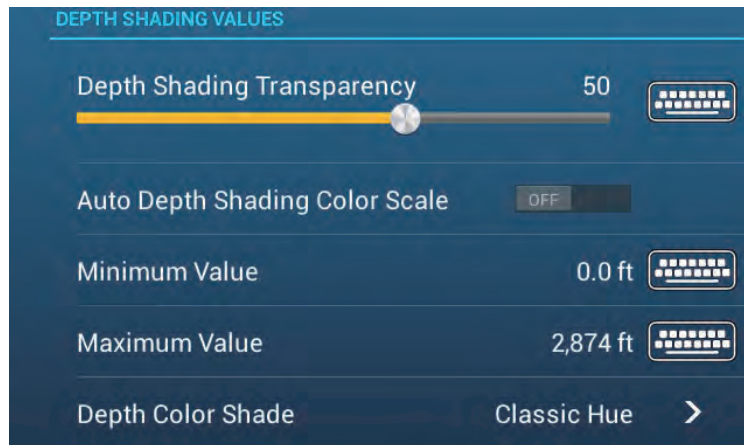 DEPTH SHADING VALUES
Depth Shading Transparency 50
Auto Depth Shading Color Scale OFF
Minimum Value 0.0 ft
Maximum Value 2,874 ft
Depth Color Shade Classic Hue